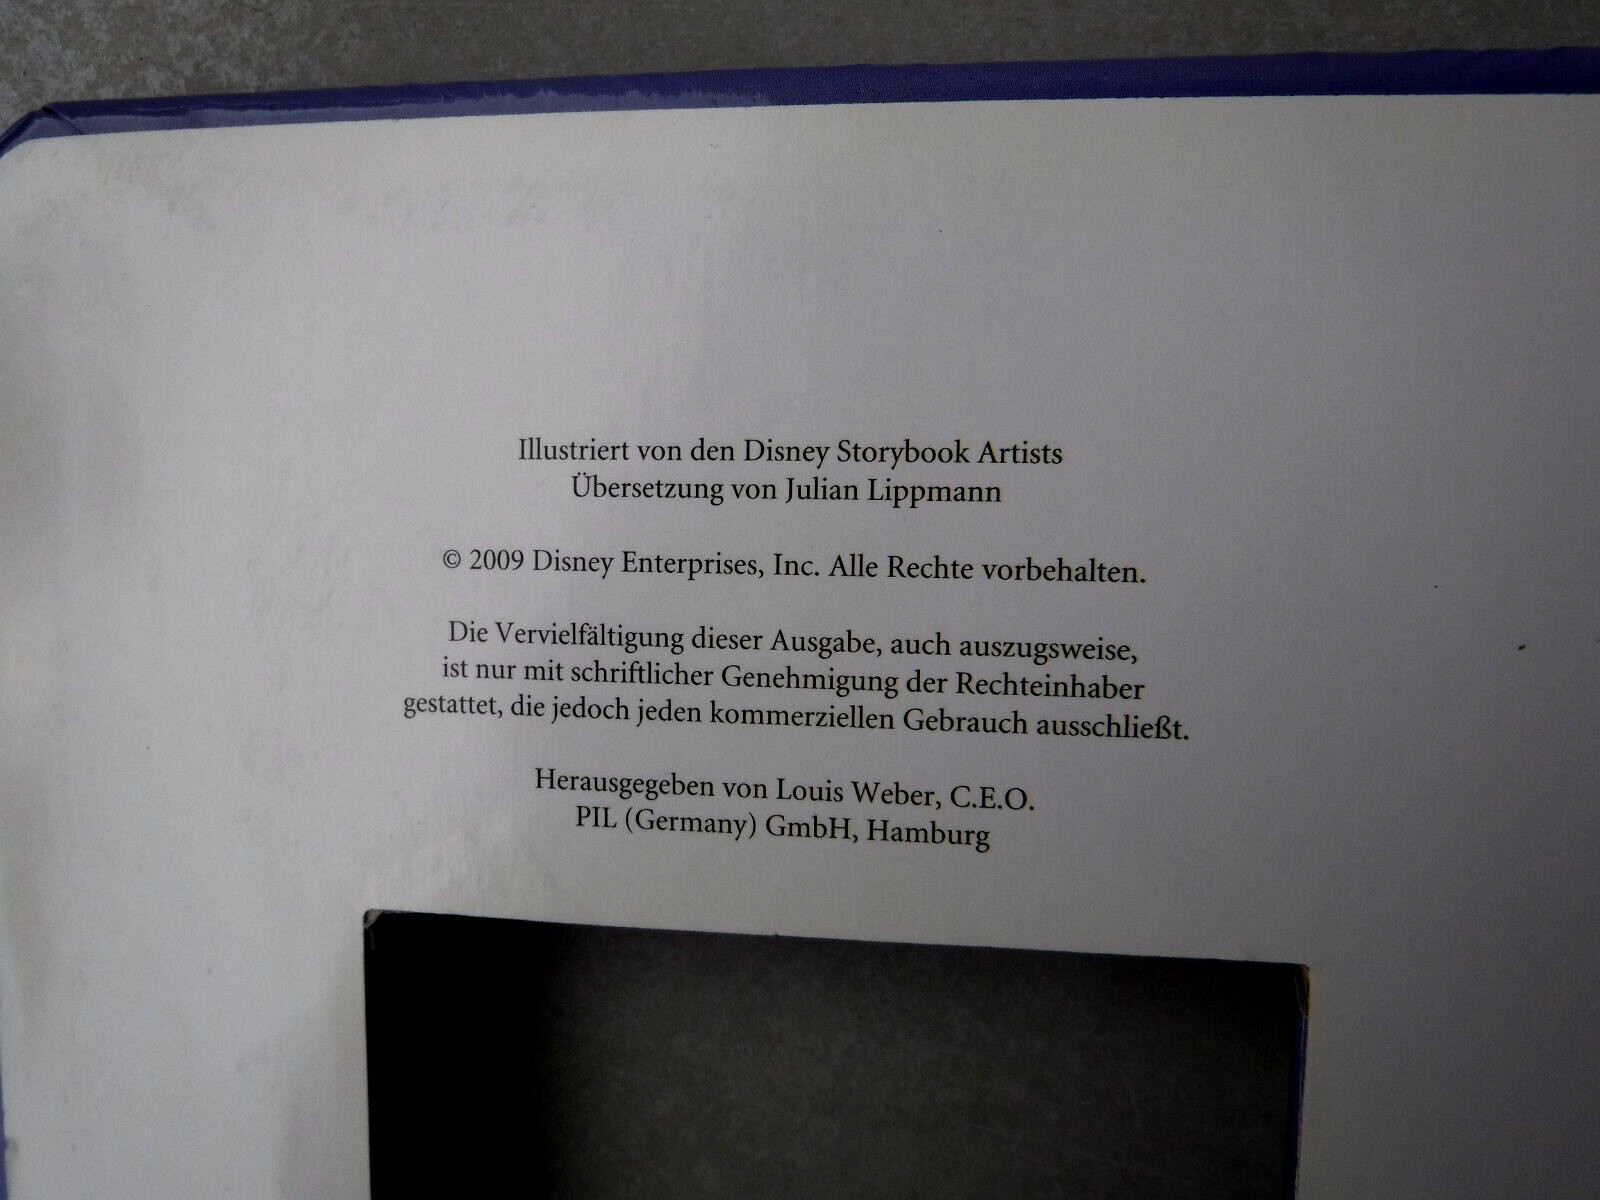 Illustriert von den Disney Storybook Artists
Übersetzung von Julian Lippmann
© 2009 Disney Enterprises, Inc. Alle Rechte vorbehalten.
Die Vervielfältigung dieser Ausgabe, auch auszugsweise,
ist nur mit schriftlicher Genehmigung der Rechteinhaber
gestattet, die jedoch jeden kommerziellen Gebrauch ausschließt.
Herausgegeben von Louis Weber, C.E.O.
PIL (Germany) GmbH, Hamburg